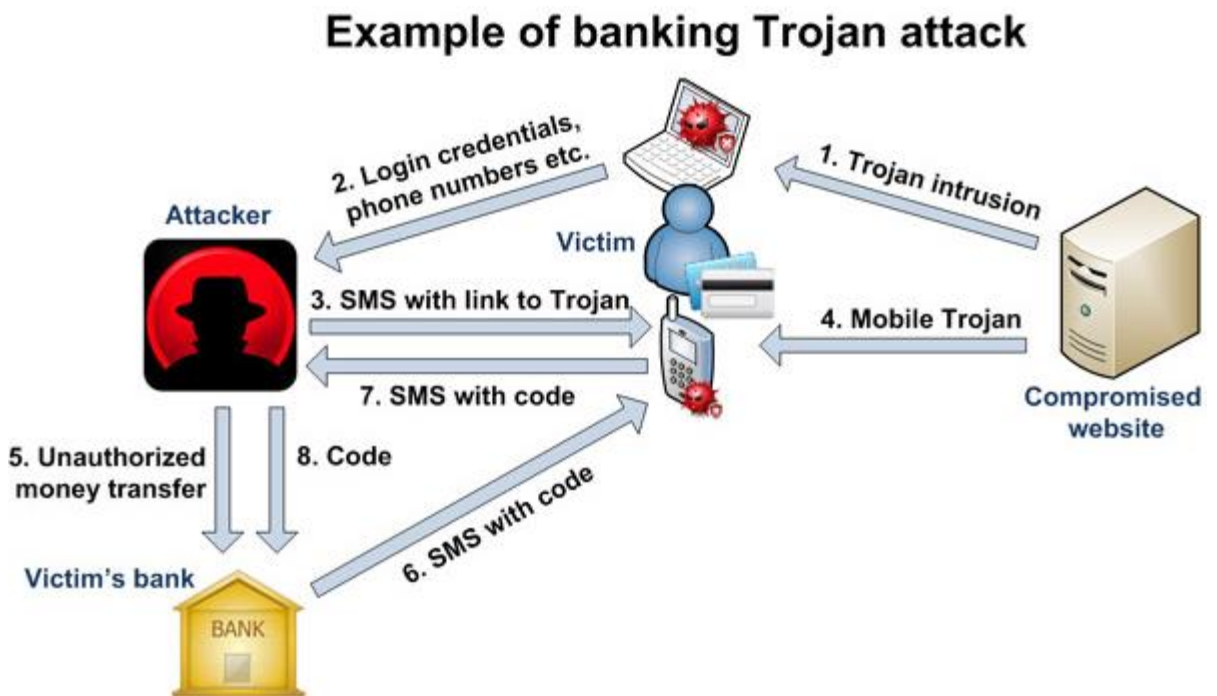 Example of banking Trojan attack
1. Trojan intrusion
2. Login credentials,
phone numbers etc.
Attacker
Victim
3. SMS with link to Trojan
4. Mobile Trojan
7. SMS with code
Compromised
website
5. Unauthorized
money transfer
8. Code
6. SMS with code
Victim’s bank
BANK